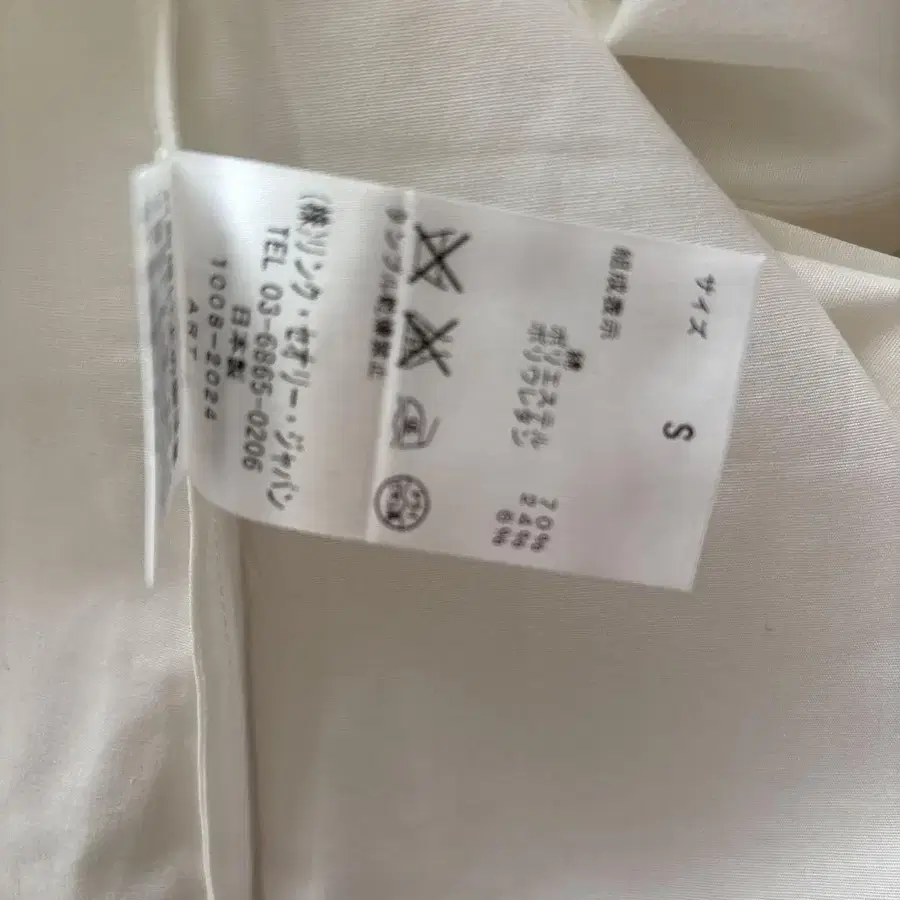 サイズ S
組成表示
綿 70%
ポリエステル 24%
ポリウレタン 6%
タンブル乾燥禁止
(株)リンク・セオリー・ジャパン
TEL 03-6865-0206
日本製
1008-2024
ART